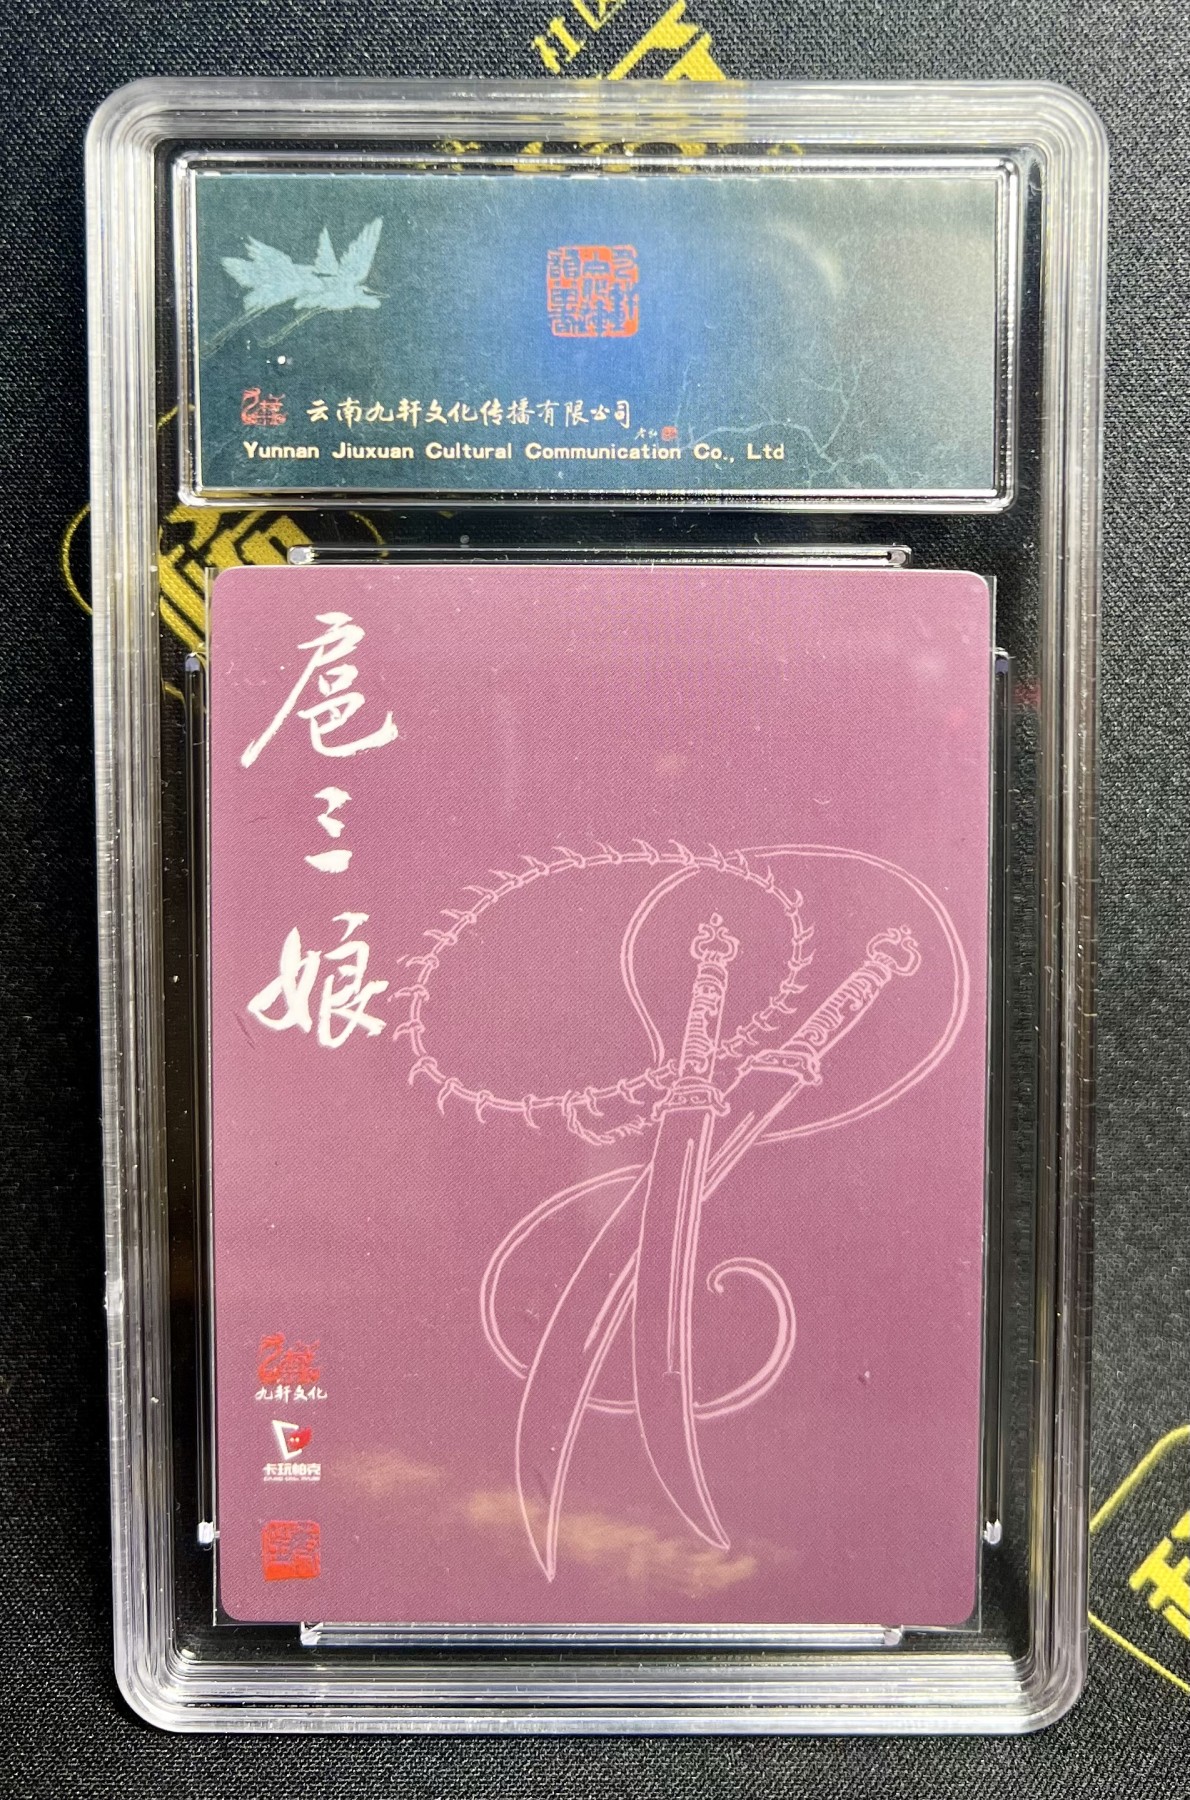 云南九轩文化传播有限公司
Yunnan Jiuxuan Cultural Communication Co., Ltd
扈三娘
九轩文化
卡玩帕克